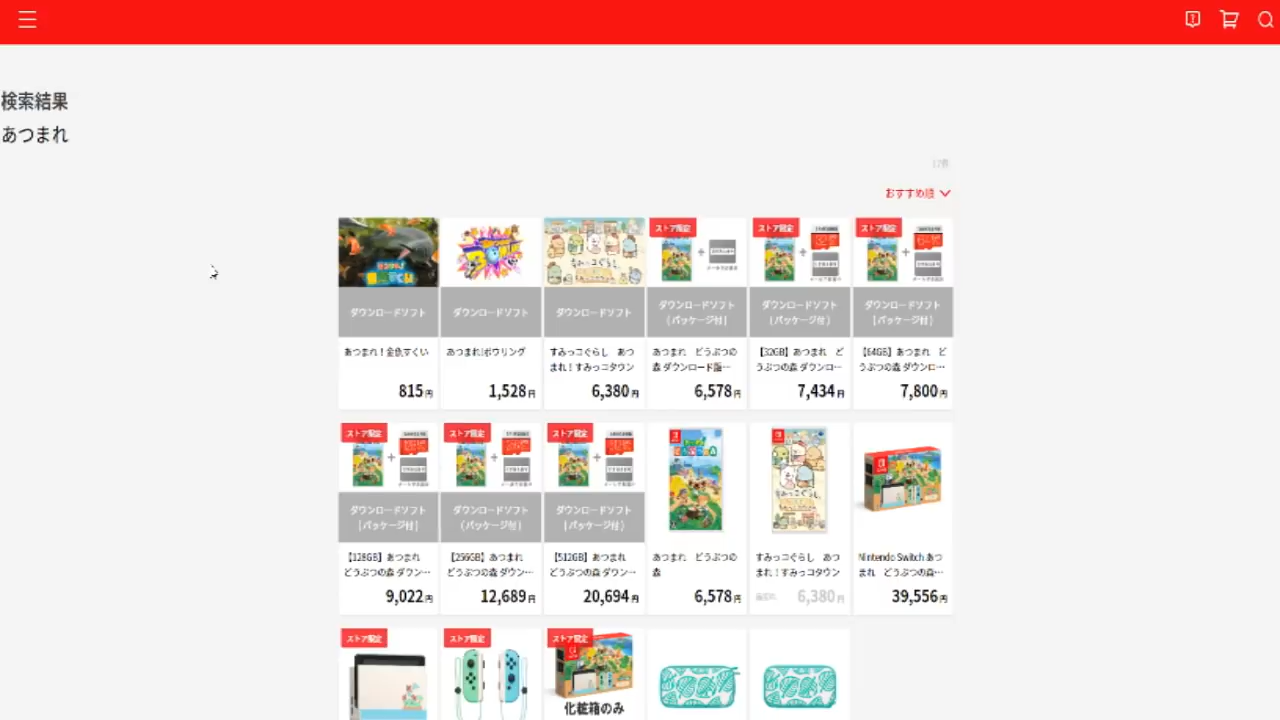 検索結果
あつまれ
17件
おすすめ順
ストア限定
ストア限定
ストア限定
ダウンロードソフト
ダウンロードソフト
ダウンロードソフト
ダウンロードソフト
(パッケージ付)
ダウンロードソフト
(パッケージ付)
ダウンロードソフト
(パッケージ付)
あつまれ！金魚すくい
あつまれ!ボウリング
すみっコぐらし あつ
まれ！すみっコタウン
あつまれ どうぶつの
森 ダウンロード版…
【32GB】あつまれ ど
うぶつの森 ダウンロ…
【64GB】あつまれ ど
うぶつの森 ダウンロ…
815円
1,528円
6,380円
6,578円
7,434円
7,800円
ストア限定
ストア限定
ストア限定
ダウンロードソフト
(パッケージ付)
ダウンロードソフト
(パッケージ付)
ダウンロードソフト
(パッケージ付)
【128GB】あつまれ
どうぶつの森 ダウン…
【256GB】あつまれ
どうぶつの森 ダウン…
【512GB】あつまれ
どうぶつの森 ダウン…
あつまれ どうぶつの
森
すみっコぐらし あつ
まれ！すみっコタウン
Nintendo Switch あつ
まれ どうぶつの森…
9,022円
12,689円
20,694円
6,578円
6,380円
39,556円
ストア限定
ストア限定
ストア限定
化粧箱のみ